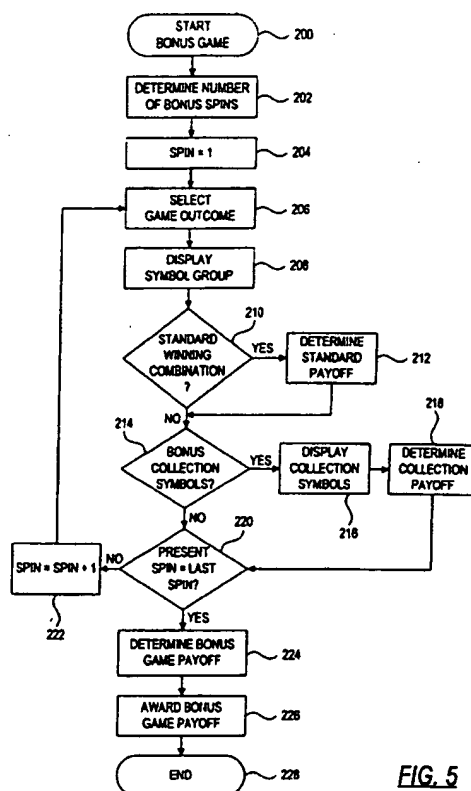 START
BONUS GAME
200
DETERMINE NUMBER
OF BONUS SPINS
202
SPIN = 1
204
SELECT
GAME OUTCOME
206
DISPLAY
SYMBOL GROUP
208
210
STANDARD
WINNING
COMBINATION
?
YES
DETERMINE
STANDARD
PAYOFF
212
NO
214
BONUS
COLLECTION
SYMBOLS?
YES
DISPLAY
COLLECTION
SYMBOLS
216
218
DETERMINE
COLLECTION
PAYOFF
NO
220
PRESENT
SPIN = LAST
SPIN?
NO
SPIN = SPIN + 1
222
YES
DETERMINE BONUS
GAME PAYOFF
224
AWARD BONUS
GAME PAYOFF
226
END
228
FIG. 5